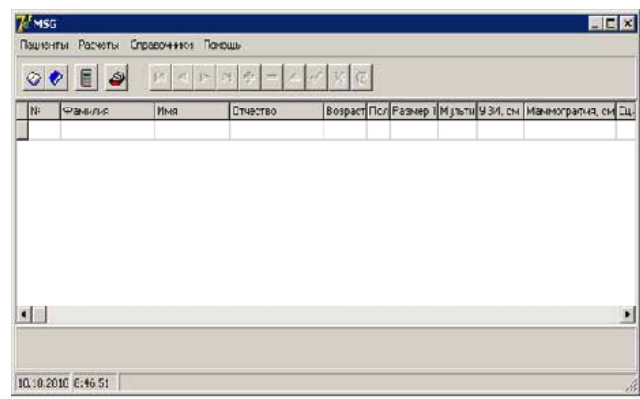 MSG
Пациенты Расчеты Справочники Помощь
№ Фамилия Имя Отчество Возраст Пол Размер Мульти УЗИ, см Маммография, см
10.10.2010 6:46:51